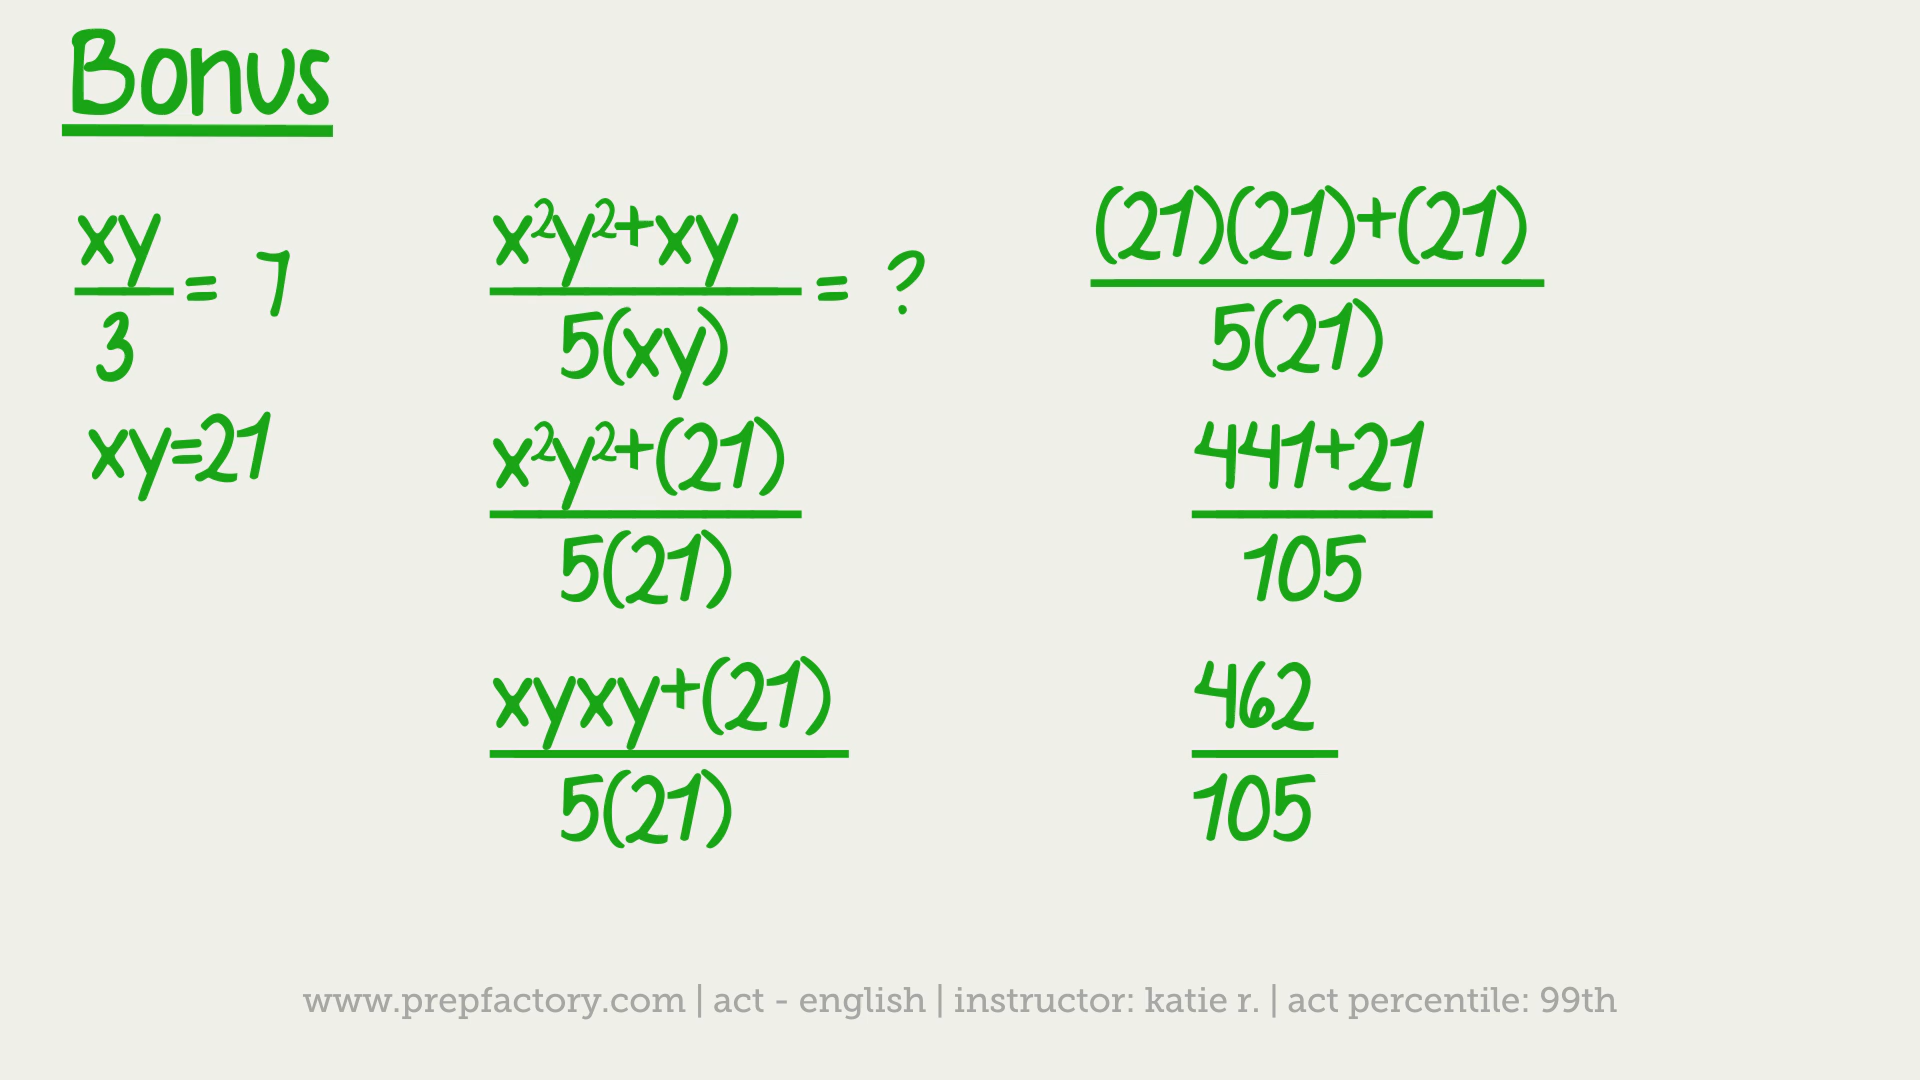 Bonus
xy
3
= 7
xy=21
x²y²+xy
5(xy)
= ?
x²y²+(21)
5(21)
xyxy+(21)
5(21)
(21)(21)+(21)
5(21)
441+21
105
462
105
www.prepfactory.com | act - english | instructor: katie r. | act percentile: 99th